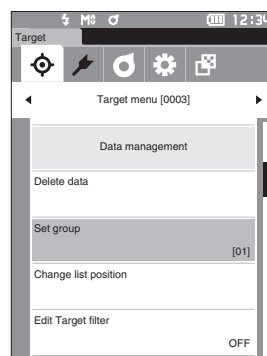 12:34
Target
Target menu [0003]
Data management
Delete data
Set group
[01]
Change list position
Edit Target filter
OFF